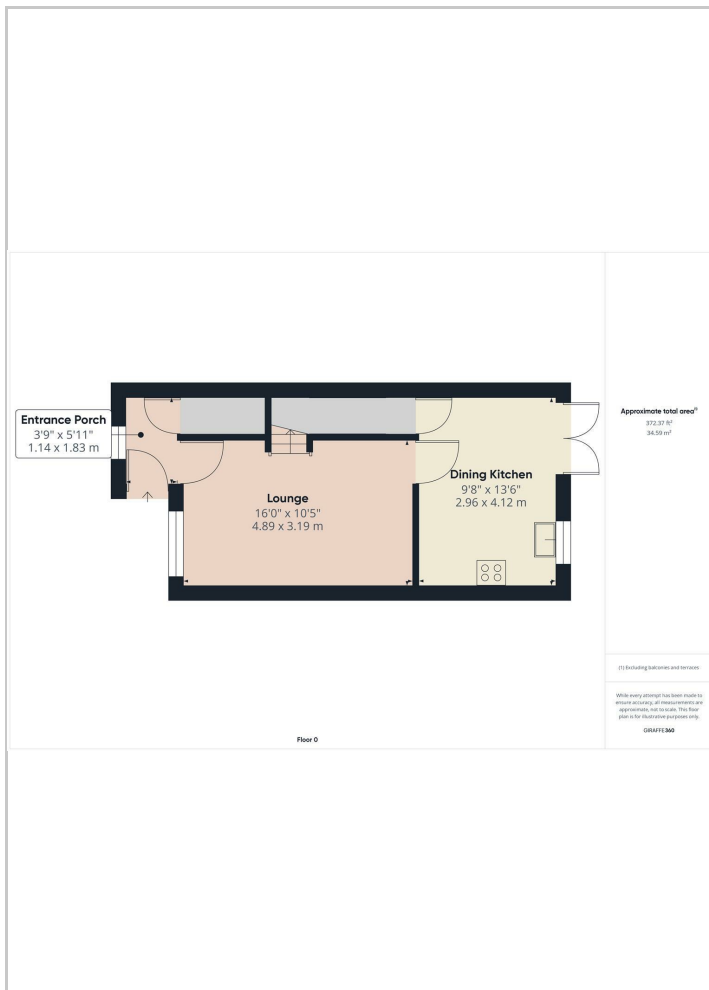 Entrance Porch
3'9" x 5'11"
1.14 x 1.83 m
Lounge
16'0" x 10'5"
4.89 x 3.19 m
Dining Kitchen
9'8" x 13'6"
2.96 x 4.12 m
Floor 0
Approximate total area⁽¹⁾
372.37 ft²
34.59 m²
(1) Excluding balconies and terraces
While every attempt has been made to
ensure accuracy, all measurements are
approximate, not to scale. This floor
plan is for illustrative purposes only.
GIRAFFE360